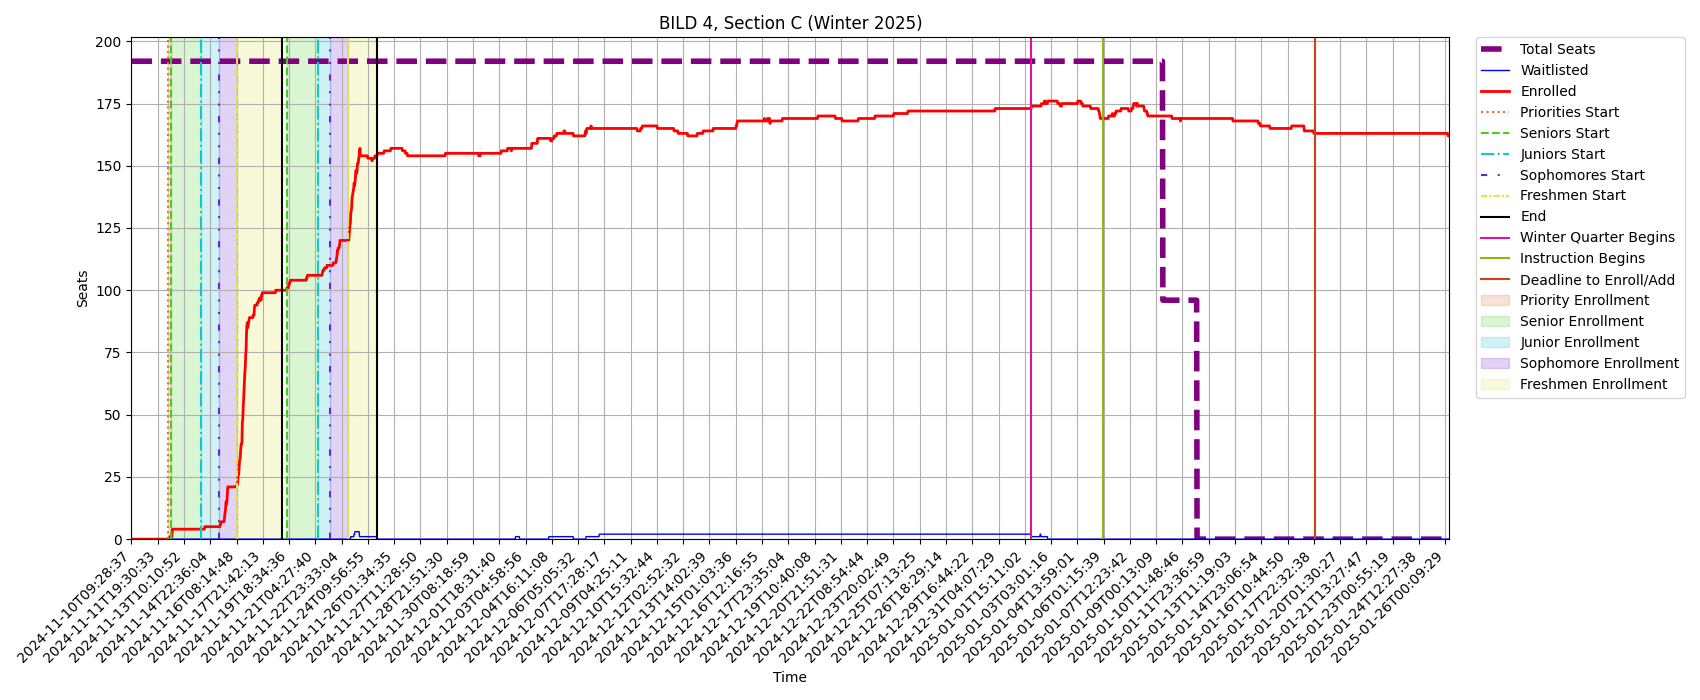 BILD 4, Section C (Winter 2025)
Seats
200
175
150
125
100
75
50
25
0
2024-11-10T09:28:37
2024-11-11T19:30:33
2024-11-13T10:10:52
2024-11-14T22:36:04
2024-11-16T08:14:48
2024-11-17T21:42:13
2024-11-19T18:34:36
2024-11-21T04:27:40
2024-11-22T23:33:04
2024-11-24T09:56:55
2024-11-26T01:34:35
2024-11-27T11:28:50
2024-11-28T21:51:30
2024-11-30T08:18:59
2024-12-01T18:31:40
2024-12-03T04:58:56
2024-12-04T16:11:08
2024-12-06T05:05:32
2024-12-07T17:28:17
2024-12-09T04:25:11
2024-12-10T15:32:44
2024-12-12T02:52:32
2024-12-13T14:02:39
2024-12-15T01:03:36
2024-12-16T12:16:55
2024-12-17T23:35:04
2024-12-19T10:40:08
2024-12-20T21:51:31
2024-12-22T08:54:44
2024-12-23T20:02:49
2024-12-25T07:13:25
2024-12-26T18:29:14
2024-12-29T16:44:22
2024-12-31T04:07:29
2025-01-01T15:11:02
2025-01-03T03:01:16
2025-01-04T13:59:01
2025-01-06T01:15:39
2025-01-07T12:23:42
2025-01-09T00:13:09
2025-01-10T11:48:46
2025-01-11T23:36:59
2025-01-13T11:19:03
2025-01-14T23:06:54
2025-01-16T10:44:50
2025-01-17T22:32:38
2025-01-20T01:30:27
2025-01-21T13:27:47
2025-01-23T00:55:19
2025-01-24T12:27:38
2025-01-26T00:09:29
Time
Total Seats
Waitlisted
Enrolled
Priorities Start
Seniors Start
Juniors Start
Sophomores Start
Freshmen Start
End
Winter Quarter Begins
Instruction Begins
Deadline to Enroll/Add
Priority Enrollment
Senior Enrollment
Junior Enrollment
Sophomore Enrollment
Freshmen Enrollment